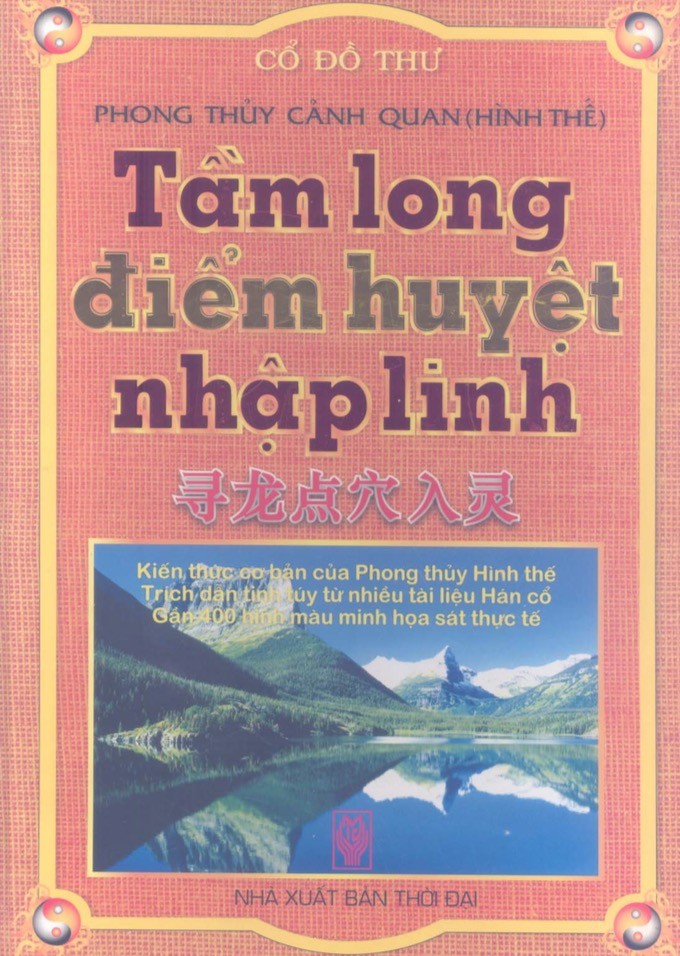 CỔ ĐỒ THƯ
PHONG THỦY CẢNH QUAN (HÌNH THẾ)
Tầm long
điểm huyệt
nhập linh
寻龙点穴入灵
Kiến thức cơ bản của Phong thủy Hình thế
Trích dẫn tinh túy từ nhiều tài liệu Hán cổ
Gần 400 hình màu minh họa sát thực tế
NHÀ XUẤT BẢN THỜI ĐẠI